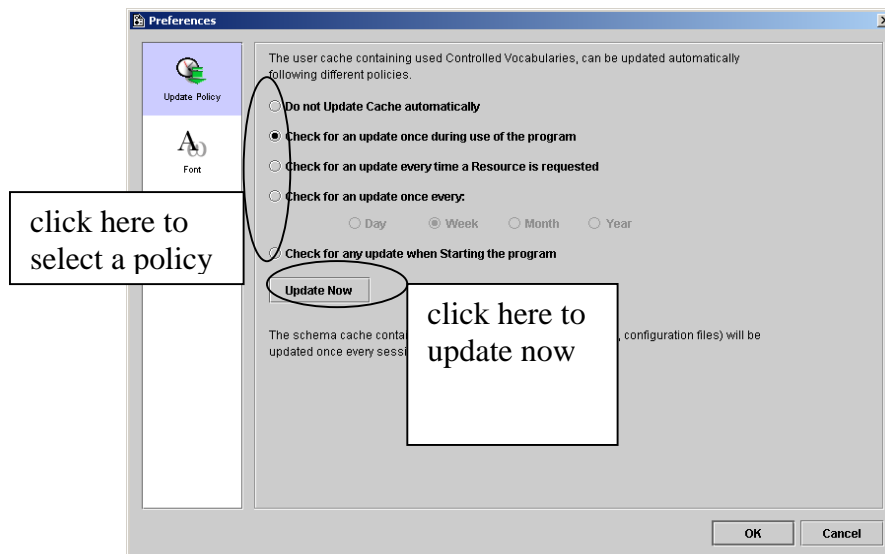 Preferences
Update Policy
Font
The user cache containing used Controlled Vocabularies, can be updated automatically
following different policies.
Do not Update Cache automatically
Check for an update once during use of the program
Check for an update every time a Resource is requested
Check for an update once every:
Day Week Month Year
Check for any update when Starting the program
Update Now
The schema cache , configuration files) will be
updated once every
click here to
select a policy
click here to
update now
OK Cancel